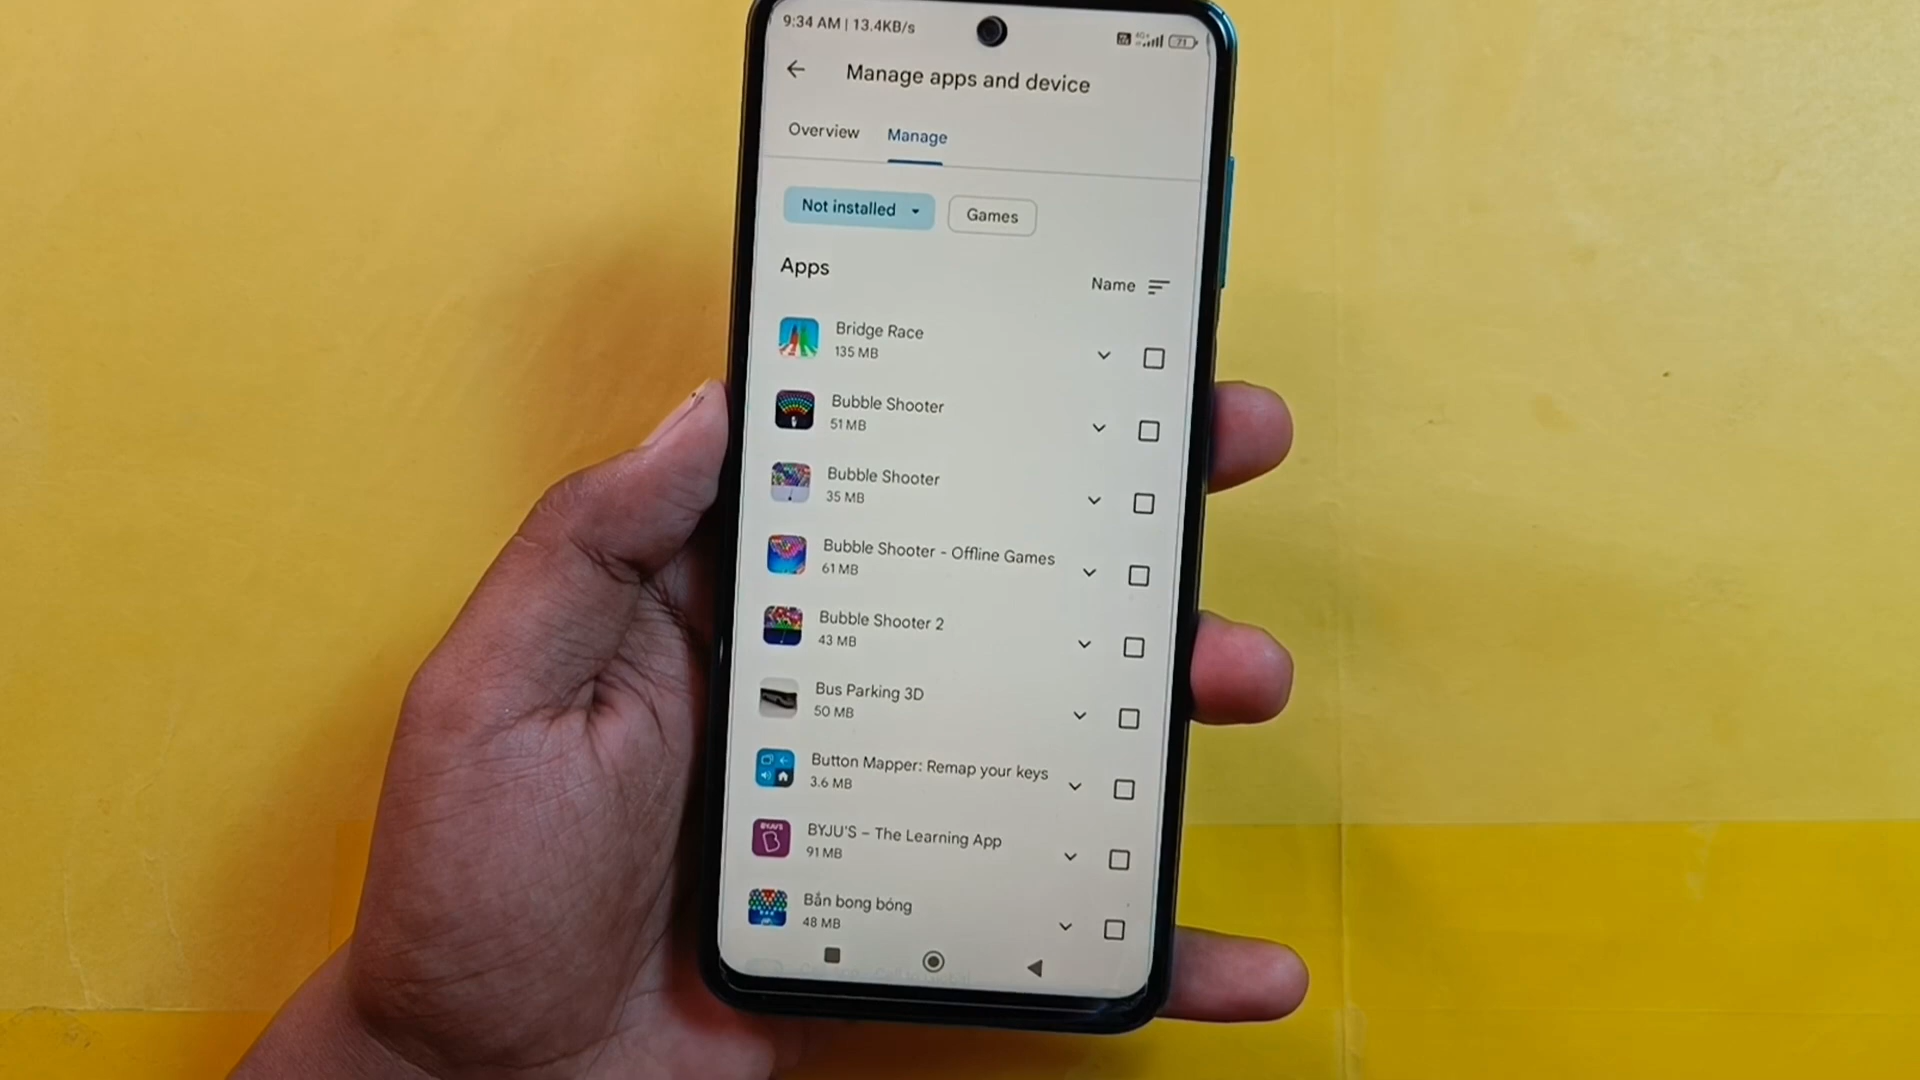 9:34 AM | 13.4KB/s
71
Manage apps and device
Overview Manage
Not installed Games
Apps
Name
Bridge Race
135 MB
Bubble Shooter
51 MB
Bubble Shooter
35 MB
Bubble Shooter - Offline Games
61 MB
Bubble Shooter 2
43 MB
Bus Parking 3D
50 MB
Button Mapper: Remap your keys
3.6 MB
BYJU'S
B
BYJU'S – The Learning App
91 MB
Bắn bong bóng
48 MB